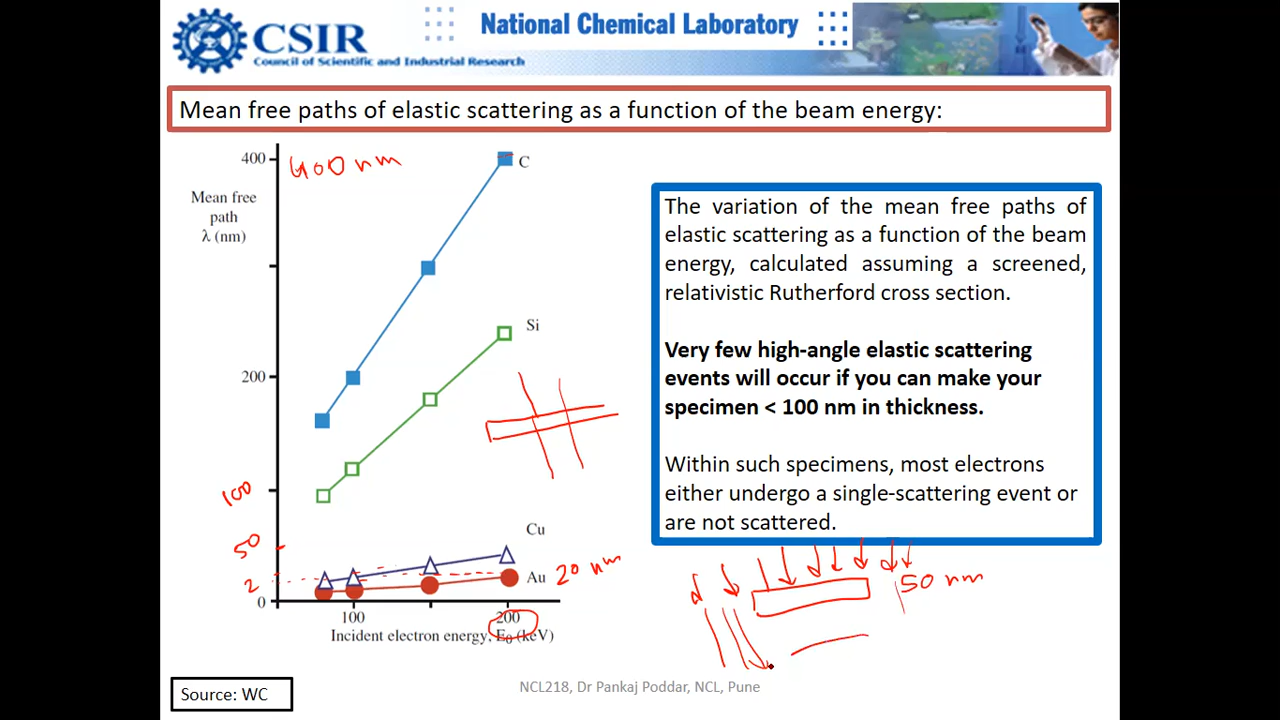 CSIR
Council of Scientific and Industrial Research
National Chemical Laboratory
Mean free paths of elastic scattering as a function of the beam energy:
400
400 nm
C
Mean free
path
λ (nm)
Si
200
100
Cu
50
2
Au
20 nm
0
100
200
Incident electron energy, E₀ (keV)
The variation of the mean free paths of
elastic scattering as a function of the beam
energy, calculated assuming a screened,
relativistic Rutherford cross section.
Very few high-angle elastic scattering
events will occur if you can make your
specimen < 100 nm in thickness.
Within such specimens, most electrons
either undergo a single-scattering event or
are not scattered.
50 nm
Source: WC
NCL218, Dr Pankaj Poddar, NCL, Pune